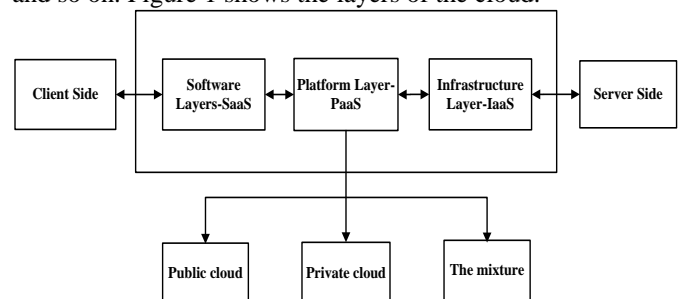 and so on. Figure 1 shows the layers of the cloud.
Client Side
Software
Layers-SaaS
Platform Layer-
PaaS
Infrastructure
Layer-IaaS
Server Side
Public cloud
Private cloud
The mixture